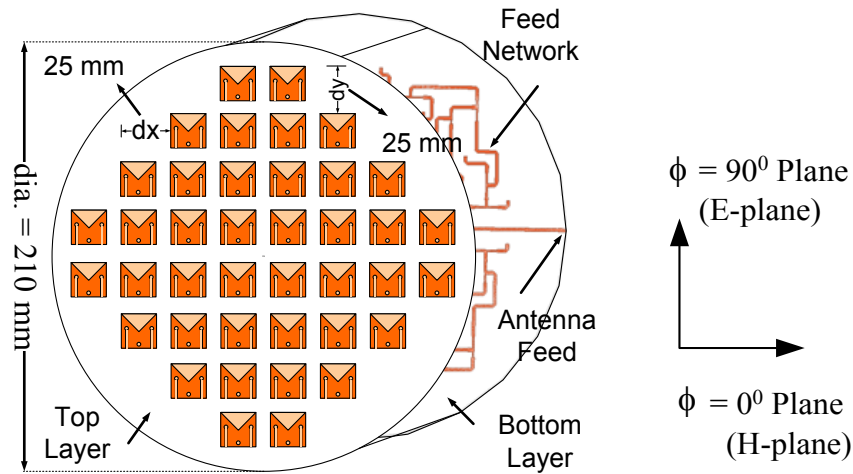 Feed
Network
25 mm
dy
dx
25 mm
dia. = 210 mm
ϕ = 90⁰ Plane
(E-plane)
Antenna
Feed
Top
Layer
Bottom
Layer
ϕ = 0⁰ Plane
(H-plane)